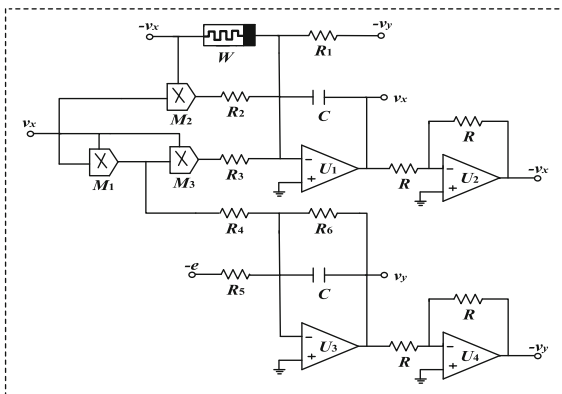 -vx
W
R1
-vy
M2
R2
C
vx
vx
M1
M3
R3
-
+
U1
R
R
-
+
U2
-vx
R4
R6
-e
R5
C
vy
-
+
U3
R
R
-
+
U4
-vy